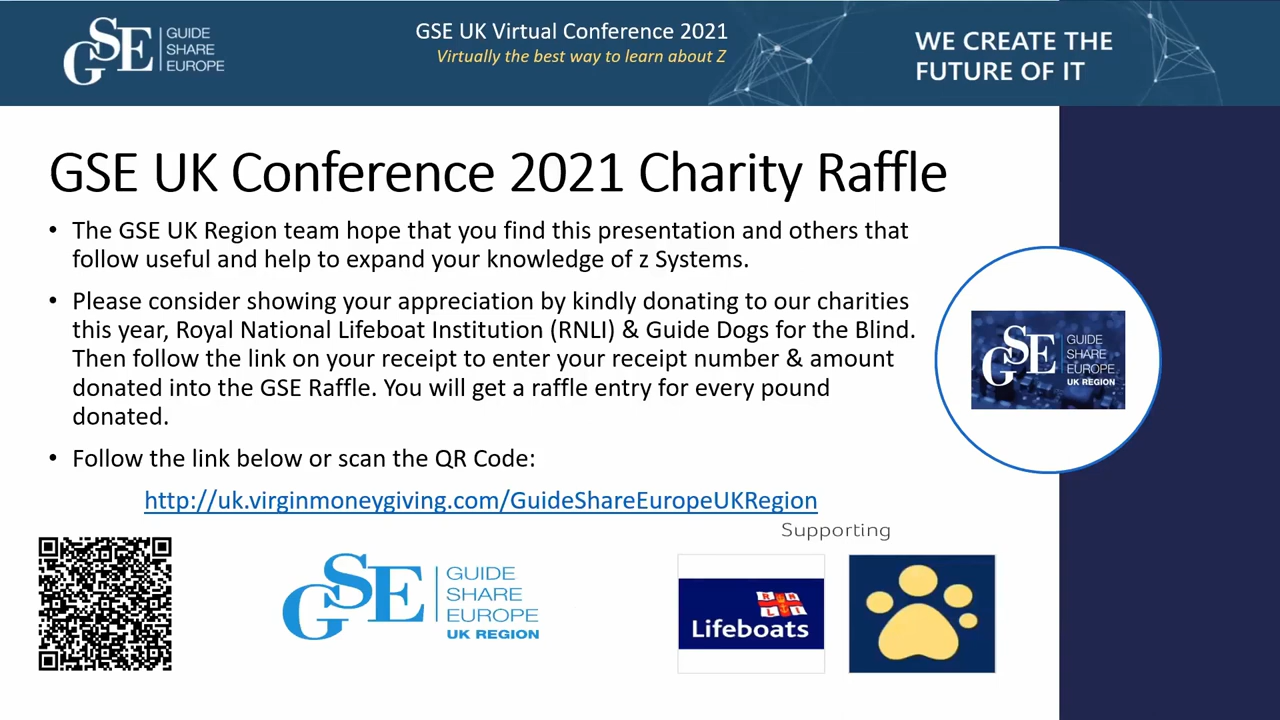 GSE GUIDE SHARE EUROPE
GSE UK Virtual Conference 2021
Virtually the best way to learn about Z
WE CREATE THE
FUTURE OF IT
GSE UK Conference 2021 Charity Raffle
• The GSE UK Region team hope that you find this presentation and others that
follow useful and help to expand your knowledge of z Systems.
• Please consider showing your appreciation by kindly donating to our charities
this year, Royal National Lifeboat Institution (RNLI) & Guide Dogs for the Blind.
Then follow the link on your receipt to enter your receipt number & amount
donated into the GSE Raffle. You will get a raffle entry for every pound
donated.
GSE GUIDE SHARE EUROPE UK REGION
• Follow the link below or scan the QR Code:
http://uk.virginmoneygiving.com/GuideShareEuropeUKRegion
Supporting
GSE GUIDE SHARE EUROPE UK REGION
RNLI
Lifeboats